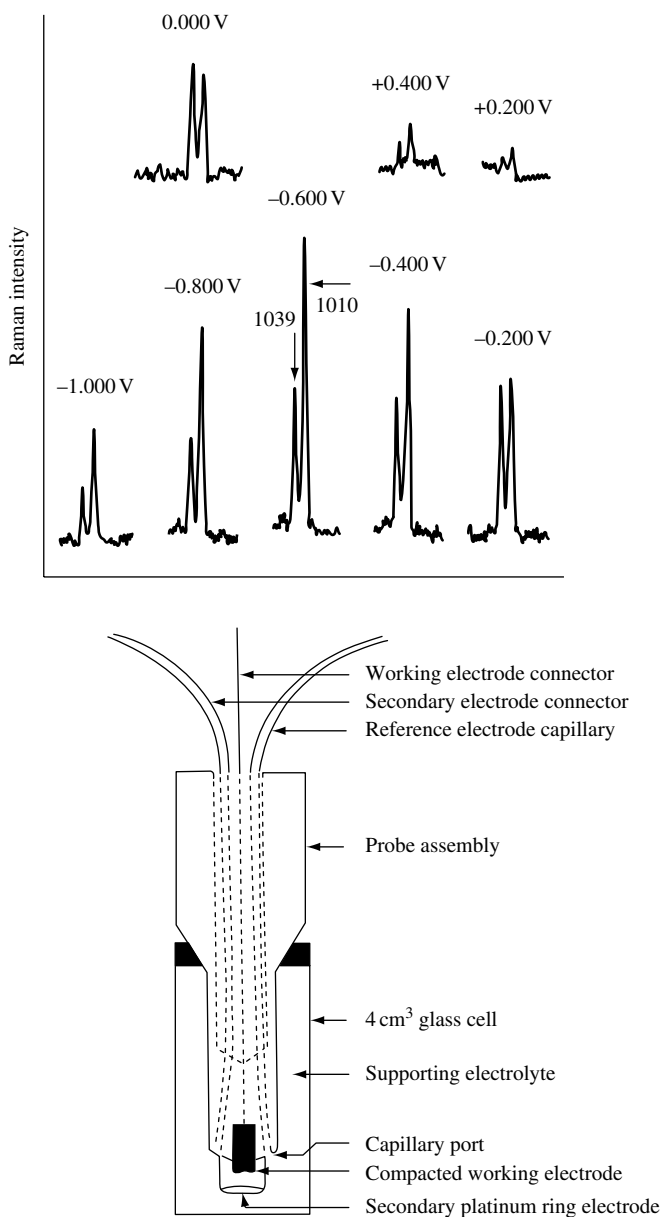 0.000 V
+0.400 V
+0.200 V
–0.600 V
–0.400 V
–0.800 V
1039
1010
–0.200 V
–1.000 V
Raman intensity
Working electrode connector
Secondary electrode connector
Reference electrode capillary
Probe assembly
4 cm³ glass cell
Supporting electrolyte
Capillary port
Compacted working electrode
Secondary platinum ring electrode